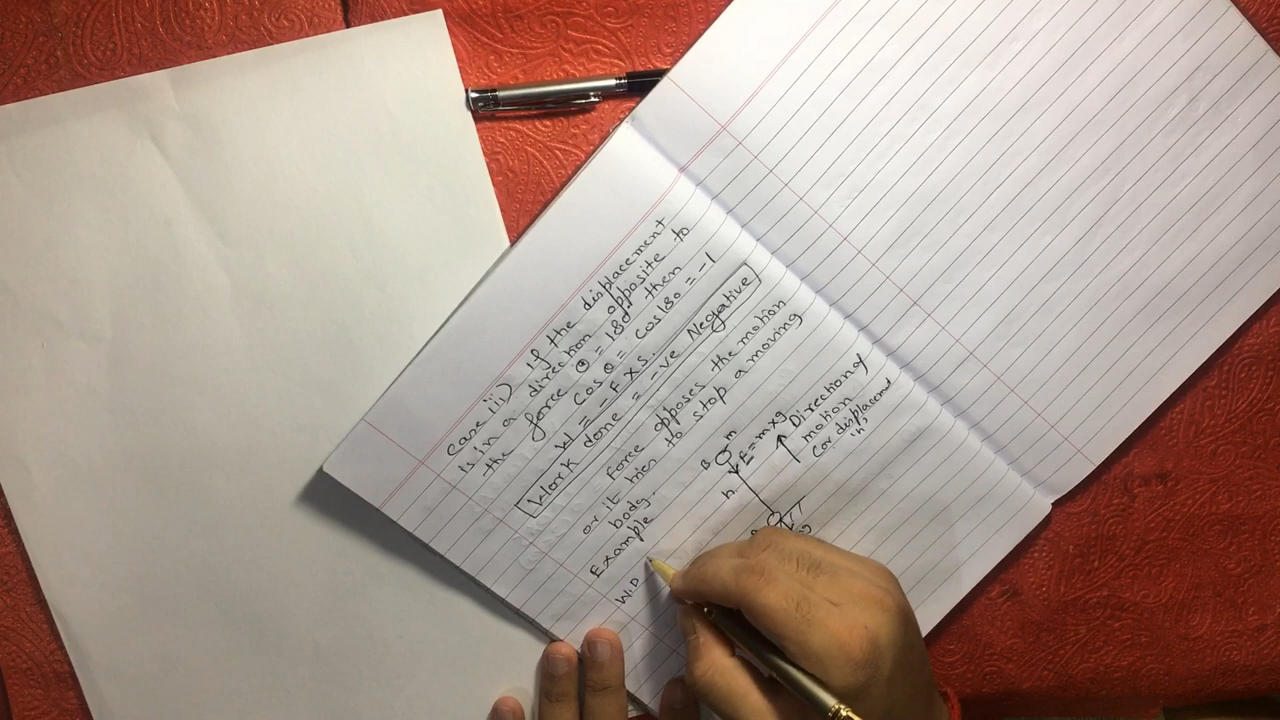 Case iii) If the displacement
is in a direction opposite to
the force θ = 180° then
cos θ = cos 180 = -1
W = -F x S.
Work done = -ve Negative
Force opposes the motion
or it tries to stop a moving
body.
Example
B m
F = m x g
h
Direction of
motion
(or displacement
'h')
W.D